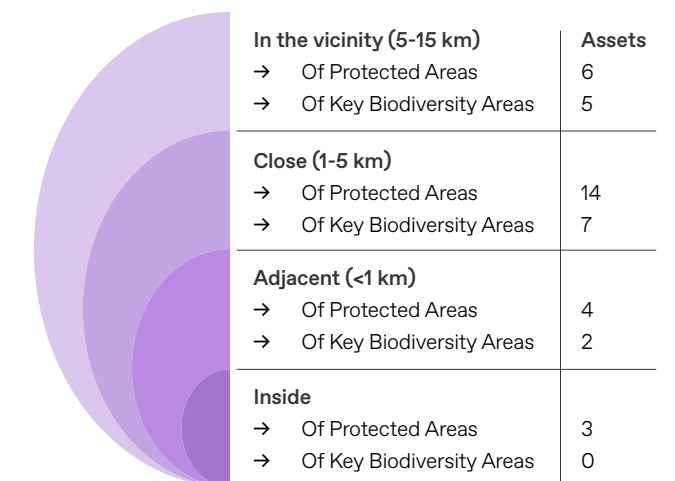 In the vicinity (5-15 km) Assets
→ Of Protected Areas 6
→ Of Key Biodiversity Areas 5
Close (1-5 km)
→ Of Protected Areas 14
→ Of Key Biodiversity Areas 7
Adjacent (<1 km)
→ Of Protected Areas 4
→ Of Key Biodiversity Areas 2
Inside
→ Of Protected Areas 3
→ Of Key Biodiversity Areas 0